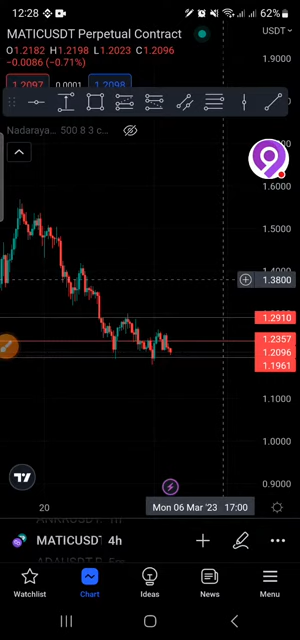 12:28 62%
MATICUSDT Perpetual Contract USDT
O1.2182 H1.2198 L1.2023 C1.2096
−0.0086 (−0.71%) 1.9000
1.2097 0.0001 1.2098
Nadaraya... 500 8 3 c...
1.6000
1.5000
1.3800
1.2910
1.2357
1.2096
1.1961
1.1000
1.0000
0.9000
20 Mon 06 Mar '23 17:00
MATICUSDT 4h
Watchlist Chart Ideas News Menu